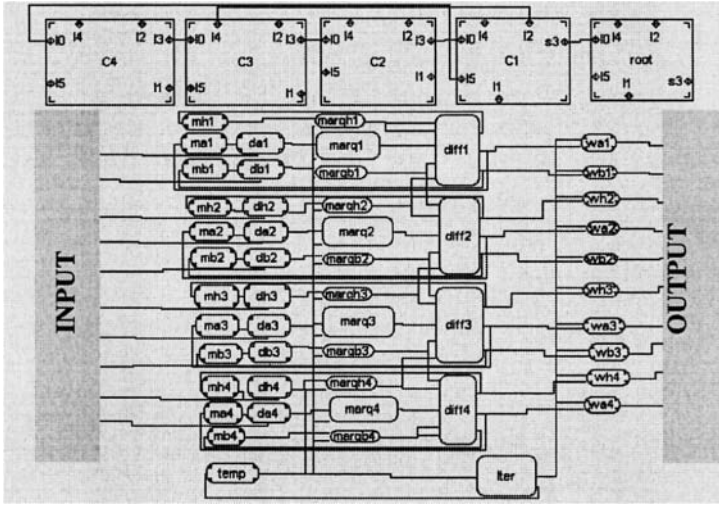 I0 I4 I2 I3 I0 I4 I2 I3 I0 I4 I2 I3 I0 I4 I2 s3 I0 I4 I2
C4 C3 C2 C1 root
I5 I1 I5 I1 I5 I1 I5 I1 I5 I1 s3
INPUT
OUTPUT
mh1 marqh1
ma1 da1 marq1 diff1 wa1
mb1 db1 marqb1 wb1
mh2 dh2 marqh2 wh2
ma2 da2 marq2 diff2 wa2
mb2 db2 marqb2 wb2
mh3 dh3 marqh3 wh3
ma3 da3 marq3 diff3 wa3
mb3 db3 marqb3 wb3
mh4 dh4 marqh4 wh4
ma4 da4 marq4 diff4 wa4
mb4 marqb4
temp Iter